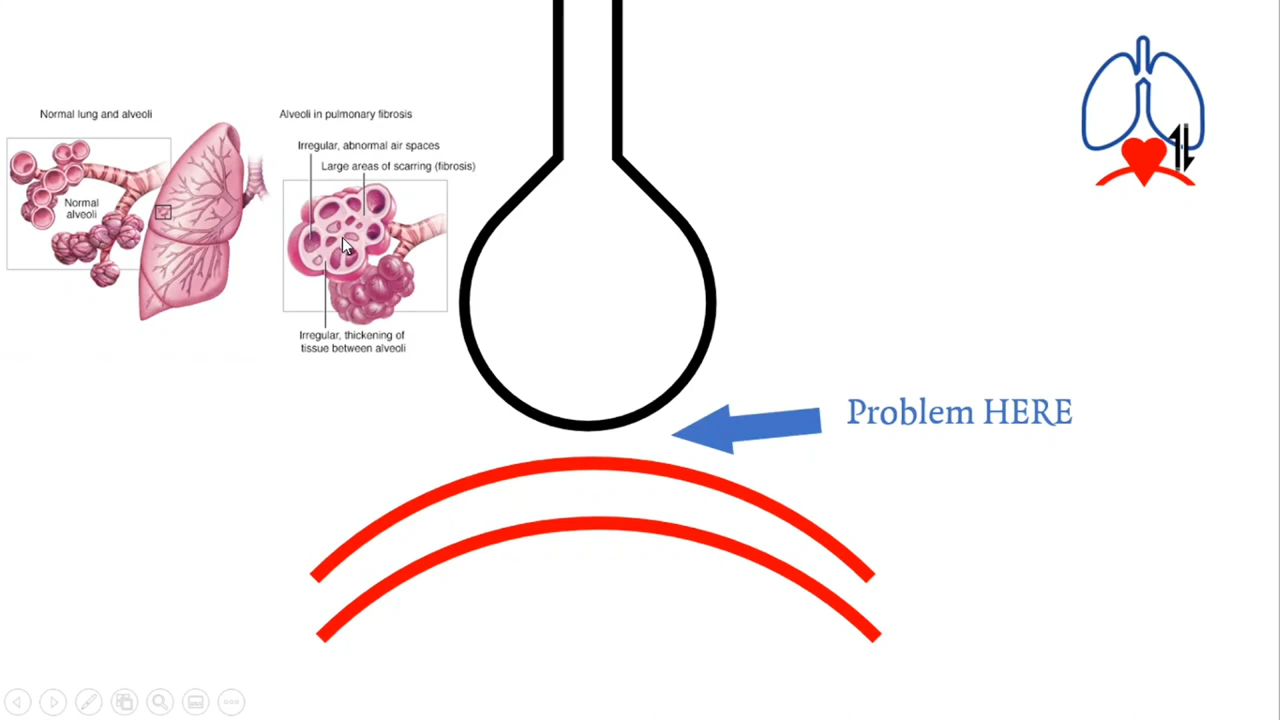 Normal lung and alveoli
Normal
alveoli
Alveoli in pulmonary fibrosis
Irregular, abnormal air spaces
Large areas of scarring (fibrosis)
Irregular, thickening of
tissue between alveoli
Problem HERE